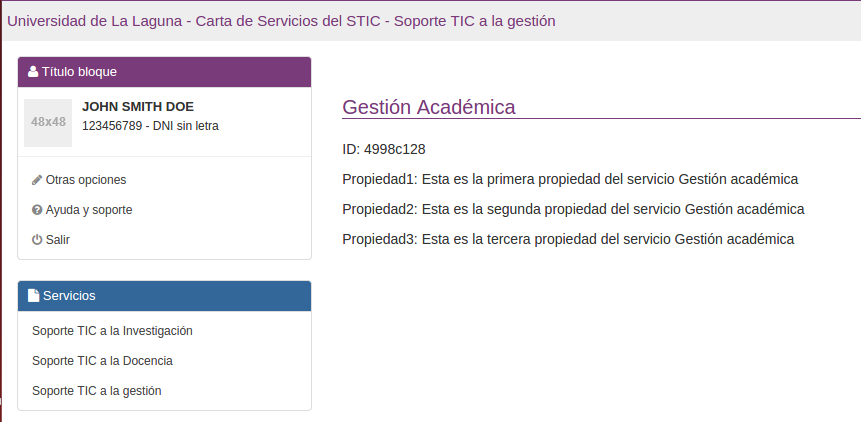 Universidad de La Laguna - Carta de Servicios del STIC - Soporte TIC a la gestión
Título bloque
48x48
JOHN SMITH DOE
123456789 - DNI sin letra
Otras opciones
Ayuda y soporte
Salir
Servicios
Soporte TIC a la Investigación
Soporte TIC a la Docencia
Soporte TIC a la gestión
Gestión Académica
ID: 4998c128
Propiedad1: Esta es la primera propiedad del servicio Gestión académica
Propiedad2: Esta es la segunda propiedad del servicio Gestión académica
Propiedad3: Esta es la tercera propiedad del servicio Gestión académica